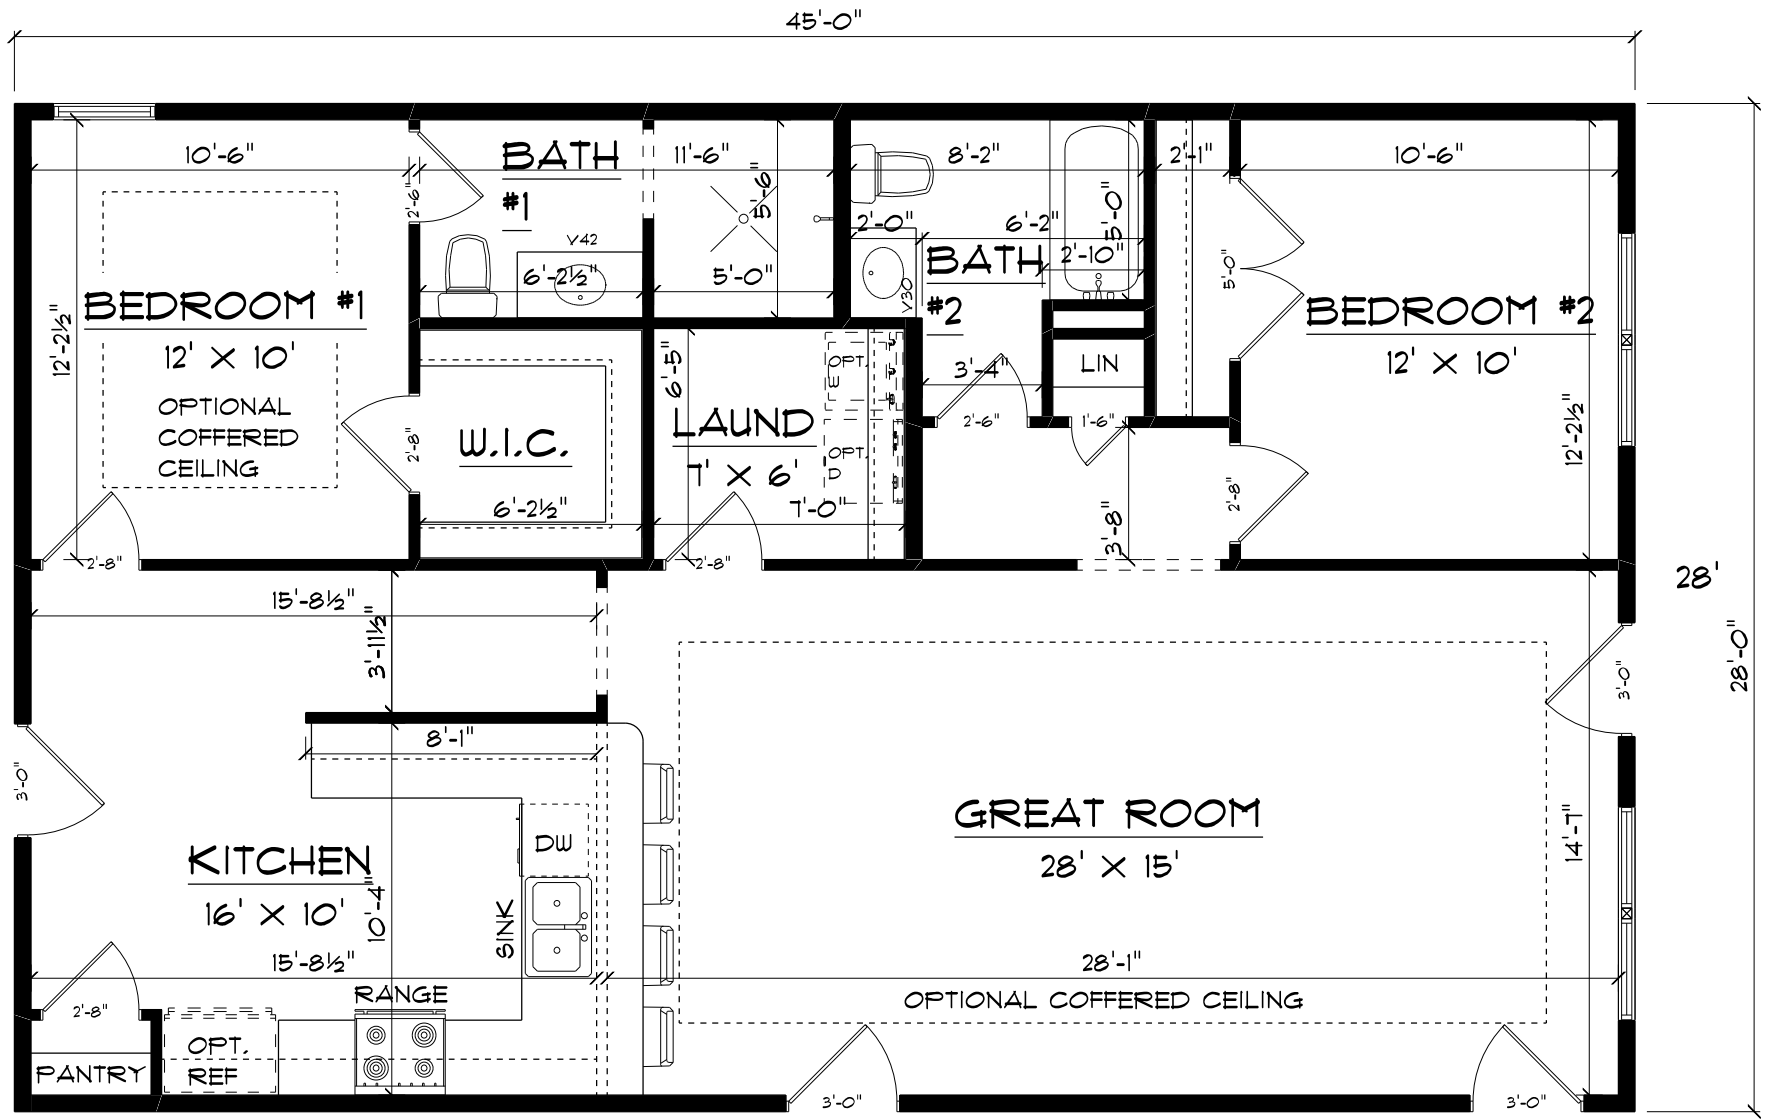 45'-0"
10'-6"
BATH
#1
11'-6"
8'-2"
2'-1"
10'-6"
2'-6"
5'-6"
5'-0"
V42
2'-0"
6'-2"
6'-2½"
5'-0"
BATH
#2
2'-10"
V30
5'-0"
BEDROOM #1
12' X 10'
12'-2½"
OPTIONAL
COFFERED
CEILING
BEDROOM #2
12' X 10'
12'-2½"
6'-5"
OPT.
W
3'-4"
LIN
2'-8"
W.I.C.
LAUND
7' X 6'
OPT.
D
2'-6"
1'-6"
6'-2½"
7'-0"
2'-8"
3'-8"
2'-8"
2'-8"
28'
15'-8½"
3'-11½"
3'-0"
28'-0"
8'-1"
3'-0"
DW
GREAT ROOM
28' X 15'
14'-7"
KITCHEN
16' X 10'
10'-4"
SINK
15'-8½"
28'-1"
RANGE
OPTIONAL COFFERED CEILING
2'-8"
OPT.
REF
PANTRY
3'-0"
3'-0"